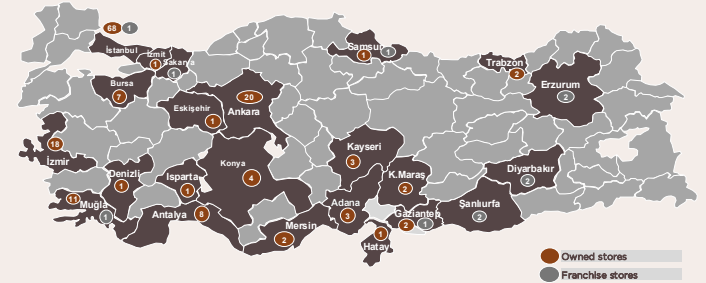 68 1
İstanbul
İzmit
1
Sakarya
1
Samsun
1 1
Trabzon
2
Erzurum
2
Bursa
7
Eskişehir
1
20
Ankara
18
İzmir
Denizli
1
Isparta
1
Konya
4
Kayseri
3
K.Maraş
2
Diyarbakır
2
11
Muğla
1
Antalya
8
Mersin
2
Adana
3
Gaziantep
2 1
Şanlıurfa
2
1
Hatay
Owned stores
Franchise stores